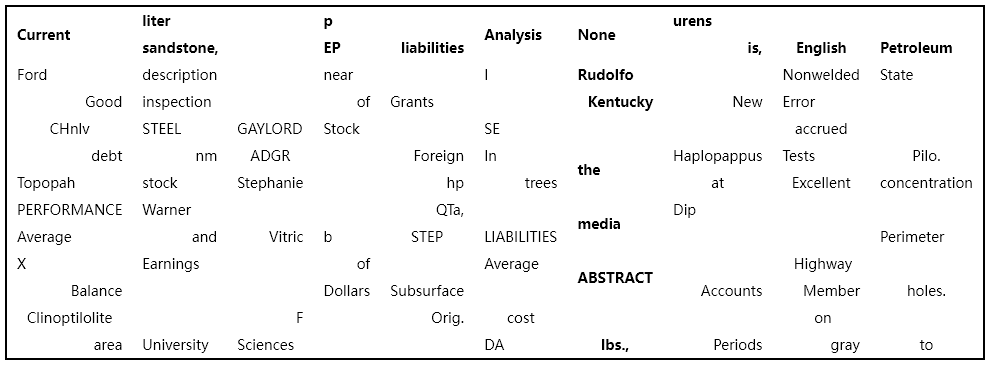 liter p urens
Current Analysis None
sandstone, EP liabilities is, English Petroleum
Ford description near I Rudolfo Nonwelded State
Good inspection of Grants Kentucky New Error
CHnlv STEEL GAYLORD Stock SE accrued
debt nm ADGR Foreign In Haplopappus Tests Pilo.
the
Topopah stock Stephanie hp trees at Excellent concentration
PERFORMANCE Warner QTa, Dip
media
Average and Vitric b STEP LIABILITIES Perimeter
X Earnings of Average Highway
ABSTRACT
Balance Dollars Subsurface Accounts Member holes.
Clinoptilolite F Orig. cost on
area University Sciences DA lbs., Periods gray to